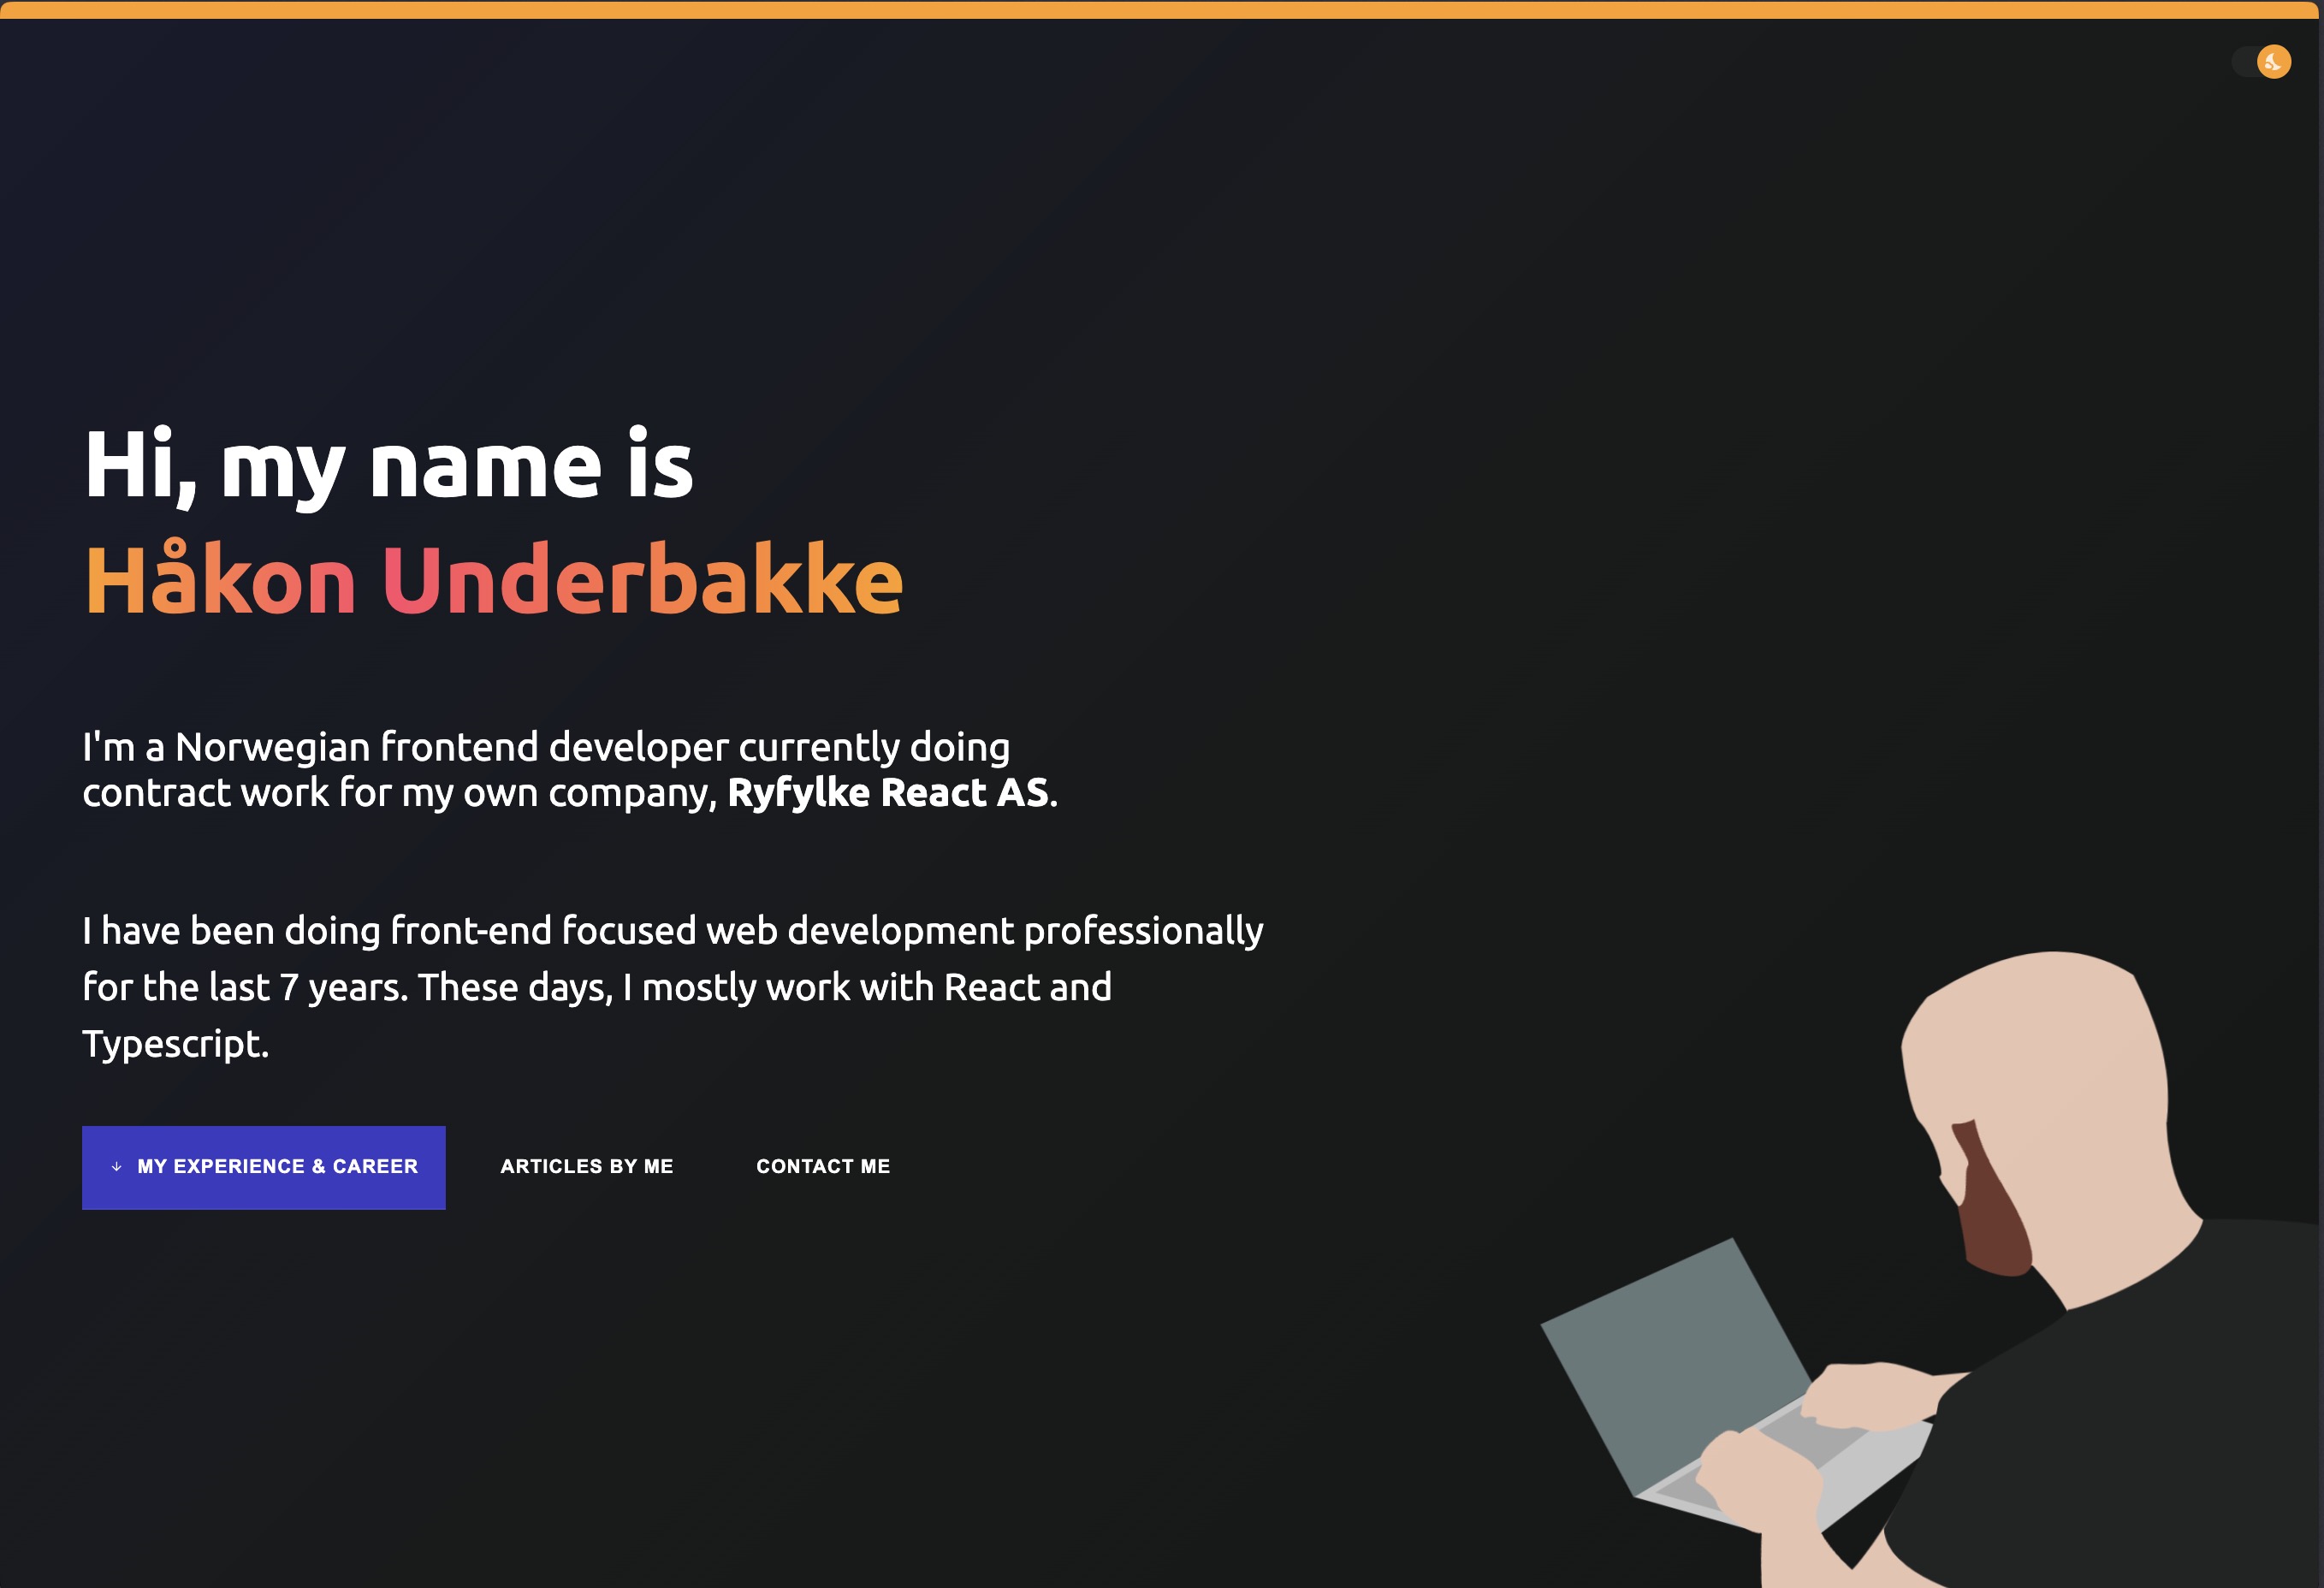 Hi, my name is
Håkon Underbakke
I'm a Norwegian frontend developer currently doing
contract work for my own company, Ryfylke React AS.
I have been doing front-end focused web development professionally
for the last 7 years. These days, I mostly work with React and
Typescript.
↓ MY EXPERIENCE & CAREER
ARTICLES BY ME
CONTACT ME